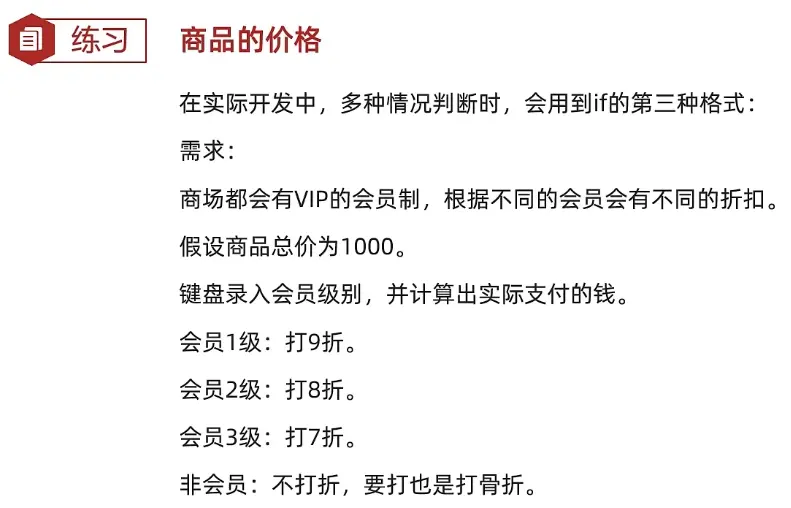 练习
商品的价格
在实际开发中，多种情况判断时，会用到if的第三种格式：
需求：
商场都会有VIP的会员制，根据不同的会员会有不同的折扣。
假设商品总价为1000。
键盘录入会员级别，并计算出实际支付的钱。
会员1级：打9折。
会员2级：打8折。
会员3级：打7折。
非会员：不打折，要打也是打骨折。